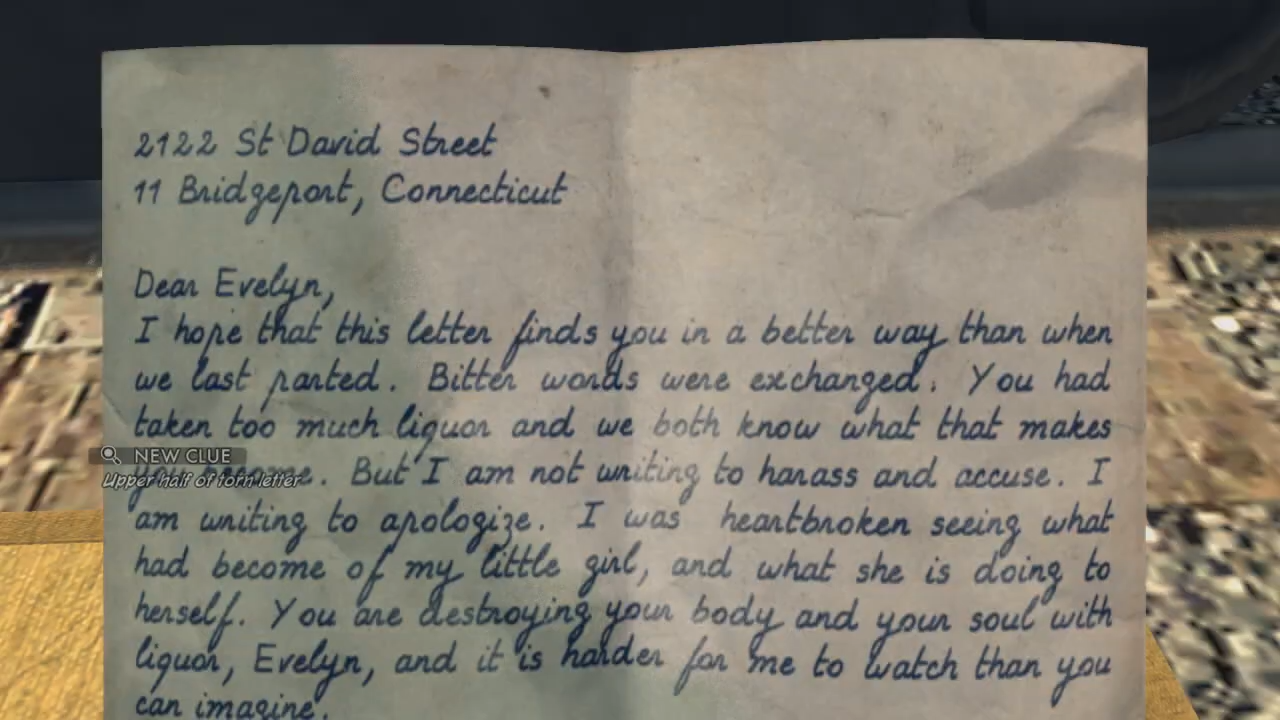 2122 St David Street
11 Bridgeport, Connecticut
Dear Evelyn,
I hope that this letter finds you in a better way than when
we last parted. Bitter words were exchanged. You had
taken too much liquor and we both know what that makes
NEW CLUE
you become. But I am not writing to harass and accuse. I
Upper half of torn letter
am writing to apologize. I was heartbroken seeing what
had become of my little girl, and what she is doing to
herself. You are destroying your body and your soul with
liquor, Evelyn, and it is harder for me to watch than you
can imagine.